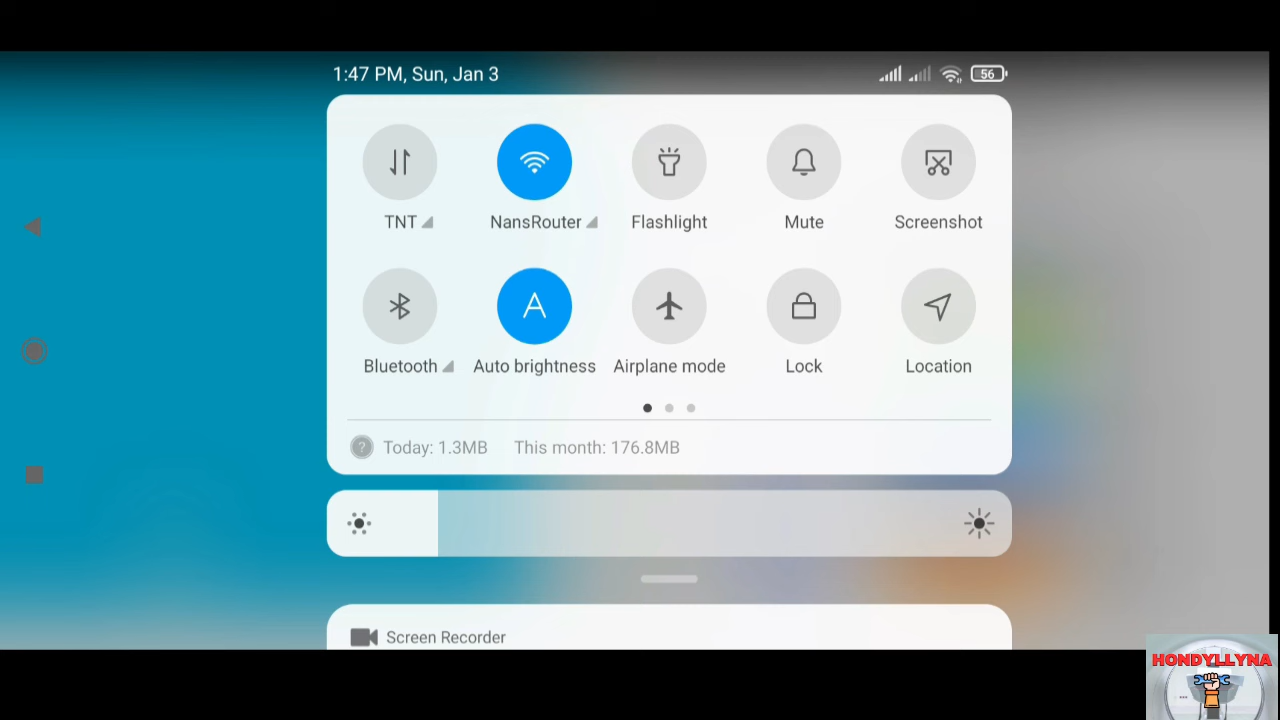 1:47 PM, Sun, Jan 3
56
TNT
NansRouter
Flashlight
Mute
Screenshot
Bluetooth
Auto brightness
Airplane mode
Lock
Location
? Today: 1.3MB This month: 176.8MB
Screen Recorder
HONDYLLYNA